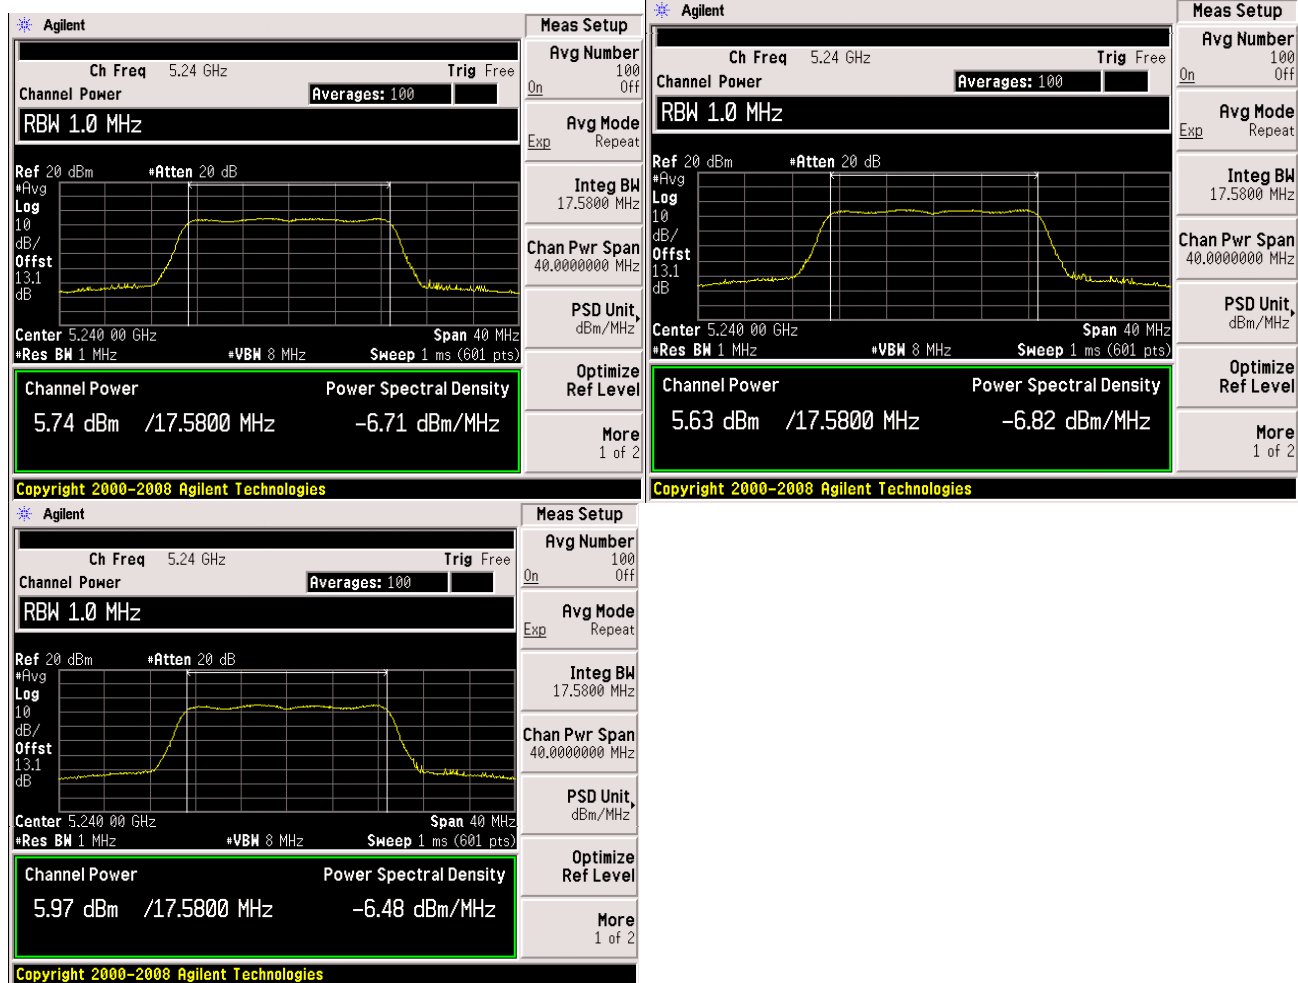 Agilent
Meas Setup
Ch Freq 5.24 GHz Trig Free
Channel Power Averages: 100
RBW 1.0 MHz
Ref 20 dBm #Atten 20 dB
#Avg
Log
10
dB/
Offst
13.1
dB
Center 5.240 00 GHz Span 40 MHz
#Res BW 1 MHz #VBW 8 MHz Sweep 1 ms (601 pts)
Channel Power Power Spectral Density
5.74 dBm /17.5800 MHz -6.71 dBm/MHz
Avg Number
100
On Off
Avg Mode
Exp Repeat
Integ BW
17.5800 MHz
Chan Pwr Span
40.0000000 MHz
PSD Unit
dBm/MHz
Optimize
Ref Level
More
1 of 2
Copyright 2000-2008 Agilent Technologies
Agilent
Meas Setup
Ch Freq 5.24 GHz Trig Free
Channel Power Averages: 100
RBW 1.0 MHz
Ref 20 dBm #Atten 20 dB
#Avg
Log
10
dB/
Offst
13.1
dB
Center 5.240 00 GHz Span 40 MHz
#Res BW 1 MHz #VBW 8 MHz Sweep 1 ms (601 pts)
Channel Power Power Spectral Density
5.63 dBm /17.5800 MHz -6.82 dBm/MHz
Avg Number
100
On Off
Avg Mode
Exp Repeat
Integ BW
17.5800 MHz
Chan Pwr Span
40.0000000 MHz
PSD Unit
dBm/MHz
Optimize
Ref Level
More
1 of 2
Copyright 2000-2008 Agilent Technologies
Agilent
Meas Setup
Ch Freq 5.24 GHz Trig Free
Channel Power Averages: 100
RBW 1.0 MHz
Ref 20 dBm #Atten 20 dB
#Avg
Log
10
dB/
Offst
13.1
dB
Center 5.240 00 GHz Span 40 MHz
#Res BW 1 MHz #VBW 8 MHz Sweep 1 ms (601 pts)
Channel Power Power Spectral Density
5.97 dBm /17.5800 MHz -6.48 dBm/MHz
Avg Number
100
On Off
Avg Mode
Exp Repeat
Integ BW
17.5800 MHz
Chan Pwr Span
40.0000000 MHz
PSD Unit
dBm/MHz
Optimize
Ref Level
More
1 of 2
Copyright 2000-2008 Agilent Technologies